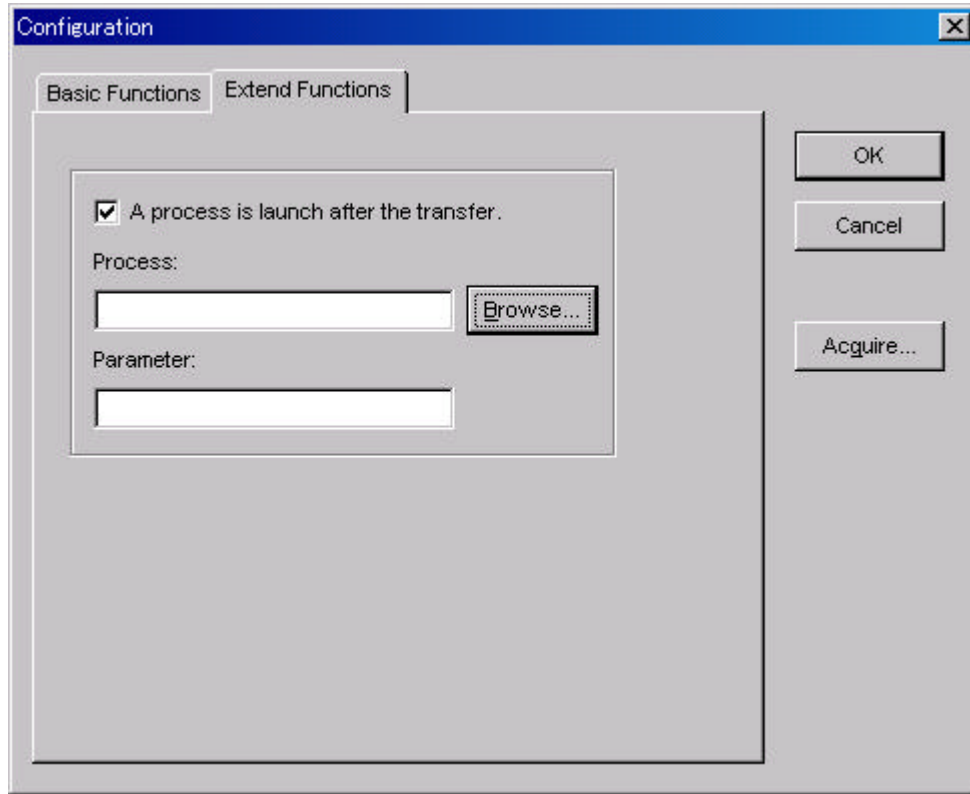 Configuration
Basic Functions
Extend Functions
A process is launch after the transfer.
Process:
Browse...
Parameter:
OK
Cancel
Acquire...